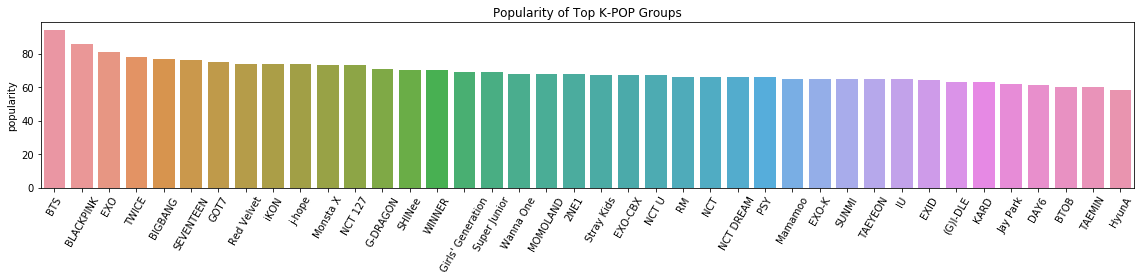 Popularity of Top K-POP Groups
popularity
80
60
40
20
0
BTS
BLACKPINK
EXO
TWICE
BIGBANG
SEVENTEEN
GOT7
Red Velvet
iKON
j-hope
Monsta X
NCT 127
G-DRAGON
SHINee
WINNER
Girls' Generation
Super Junior
Wanna One
MOMOLAND
2NE1
Stray Kids
EXO-CBX
NCT U
RM
NCT
NCT DREAM
PSY
Mamamoo
EXO-K
SUNMI
TAEYEON
IU
EXID
(G)I-DLE
KARD
Jay Park
DAY6
BTOB
TAEMIN
HyunA